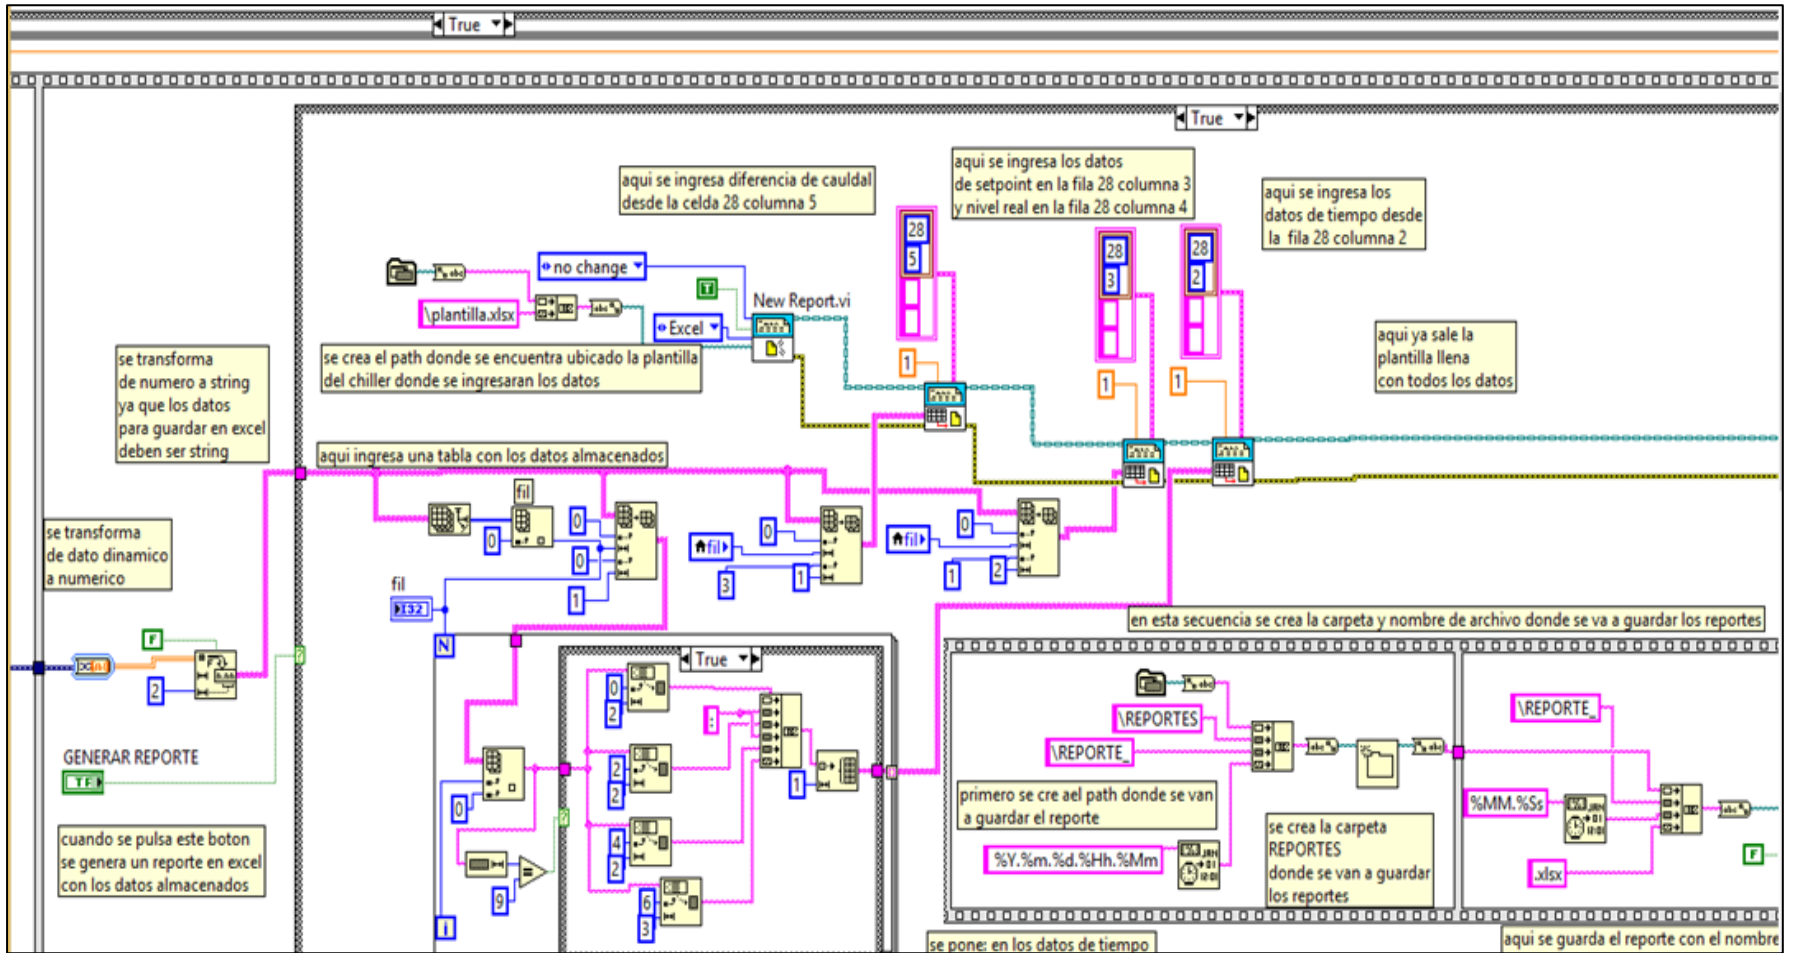 True
True
aqui se ingresa diferencia de cauldal
desde la celda 28 columna 5
aqui se ingresa los datos
de setpoint en la fila 28 columna 3
y nivel real en la fila 28 columna 4
aqui se ingresa los
datos de tiempo desde
la fila 28 columna 2
28
5
28
3
28
2
no change
T
New Report.vi
\plantilla.xlsx
Excel
se crea el path donde se encuentra ubicado la plantilla
del chiller donde se ingresaran los datos
1
1
1
aqui ya sale la
plantilla llena
con todos los datos
se transforma
de numero a string
ya que los datos
para guardar en excel
deben ser string
aqui ingresa una tabla con los datos almacenados
fil
0
0
0
1
fil
3
0
1
fil
1
0
2
se transforma
de dato dinamico
a numerico
fil
I32
F
2
N
True
en esta secuencia se crea la carpeta y nombre de archivo donde se va a guardar los reportes
GENERAR REPORTE
TF
cuando se pulsa este boton
se genera un reporte en excel
con los datos almacenados
0
2
:
2
2
4
2
6
3
1
0
9
=
i
\REPORTES
\REPORTE_
primero se cre ael path donde se van
a guardar el reporte
%Y.%m.%d.%Hh.%Mm
se crea la carpeta
REPORTES
donde se van a guardar
los reportes
\REPORTE_
%MM.%Ss
.xlsx
F
se pone: en los datos de tiempo
aqui se guarda el reporte con el nombre